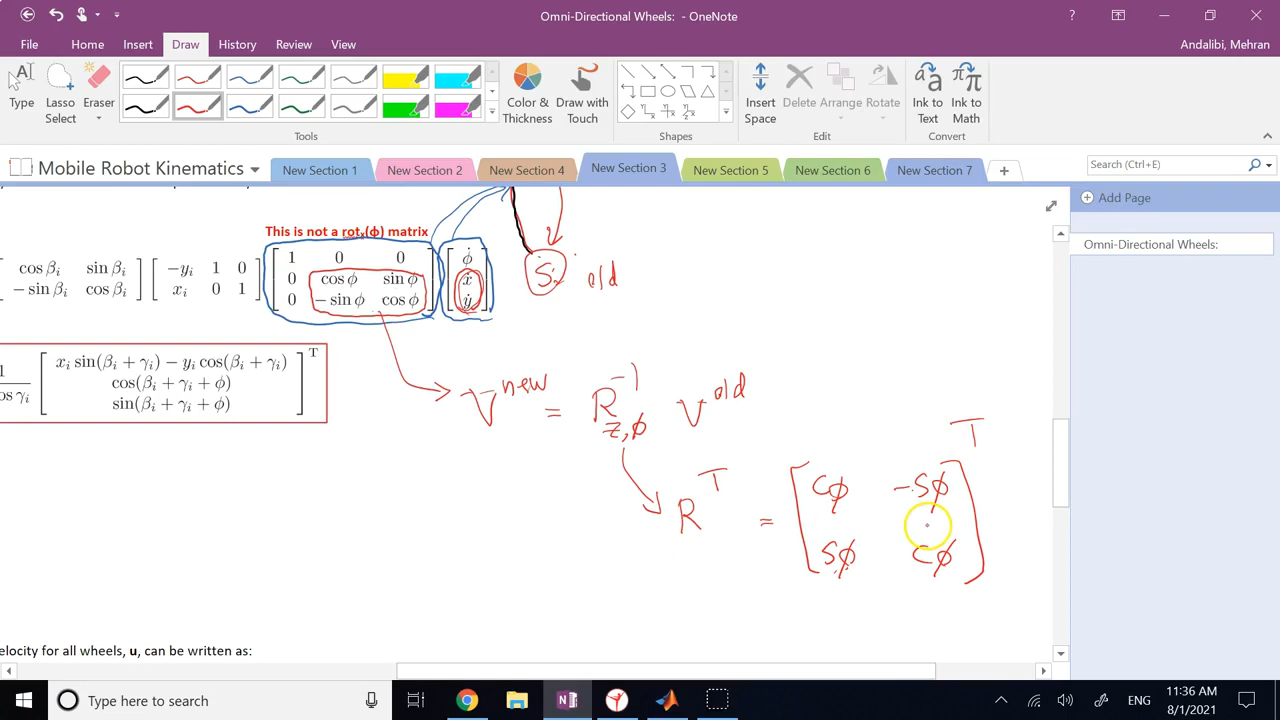 Omni-Directional Wheels: - OneNote
Andalibi, Mehran
File Home Insert Draw History Review View
Type
Lasso Select
Eraser
Color & Thickness
Draw with Touch
Insert Space
Delete Arrange Rotate
Ink to Text
Ink to Math
Tools Shapes Edit Convert
Mobile Robot Kinematics
New Section 1 New Section 2 New Section 4 New Section 3 New Section 5 New Section 6 New Section 7 +
Search (Ctrl+E)
Add Page
Omni-Directional Wheels:
This is not a rotₓ(ϕ) matrix
[ cos βᵢ sin βᵢ ] [ −yᵢ 1 0 ] [ 1 0 0 ] [ ϕ̇ ]
[ − sin βᵢ cos βᵢ ] [ xᵢ 0 1 ] [ 0 cos ϕ sin ϕ ] [ ẋ ]
[ 0 − sin ϕ cos ϕ ] [ ẏ ]
S old
1
os γᵢ
[ xᵢ sin(βᵢ + γᵢ) − yᵢ cos(βᵢ + γᵢ) ] T
cos(βᵢ + γᵢ + ϕ)
sin(βᵢ + γᵢ + ϕ)
V new = R -1 z,ϕ V old
R T = [ cϕ -sϕ ] T
[ sϕ cϕ ]
elocity for all wheels, u, can be written as:
Type here to search
ENG
11:36 AM
8/1/2021